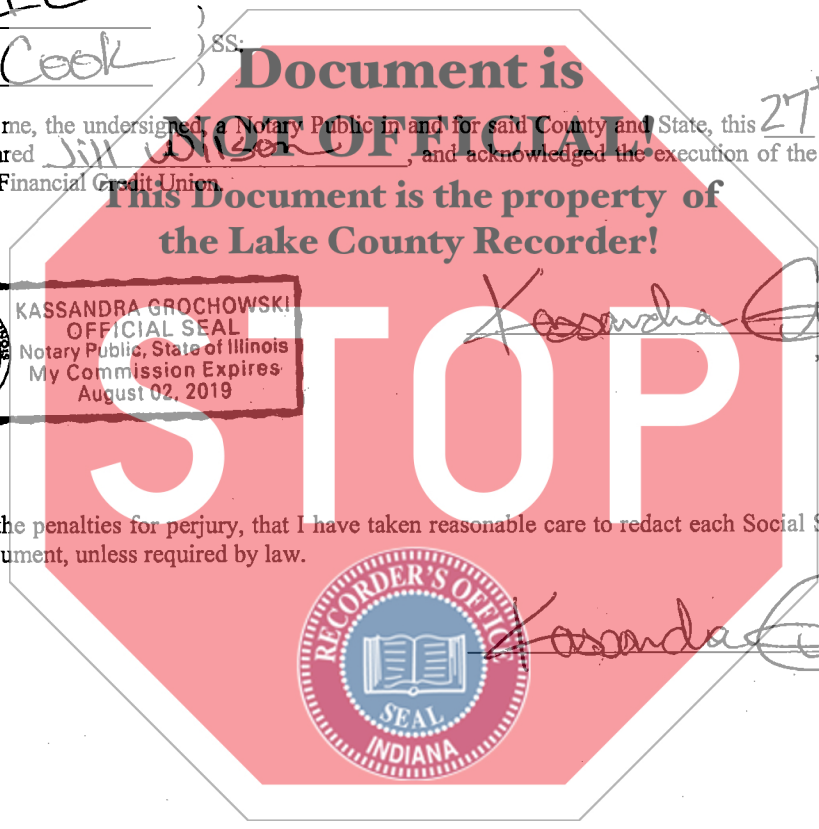 Cook ) SS:
)
Document is
me, the undersigned, a Notary Public in and for said County and State, this 27
NOT OFFICIAL!
ared Jill Wilson, and acknowledged the execution of the
Financial Credit Union.
This Document is the property of
the Lake County Recorder!
KASSANDRA GROCHOWSKI
OFFICIAL SEAL
Notary Public, State of Illinois
My Commission Expires
August 02, 2019
STOP
the penalties for perjury, that I have taken reasonable care to redact each Social S
ument, unless required by law.
RECORDER'S OFFICE
SEAL
INDIANA